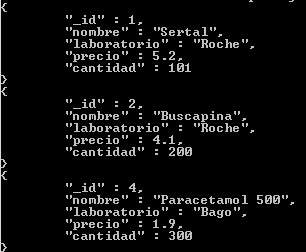 {
"_id" : 1,
"nombre" : "Sertal",
"laboratorio" : "Roche",
"precio" : 5.2,
"cantidad" : 101
}
{
"_id" : 2,
"nombre" : "Buscapina",
"laboratorio" : "Roche",
"precio" : 4.1,
"cantidad" : 200
}
{
"_id" : 4,
"nombre" : "Paracetamol 500",
"laboratorio" : "Bago",
"precio" : 1.9,
"cantidad" : 300
}